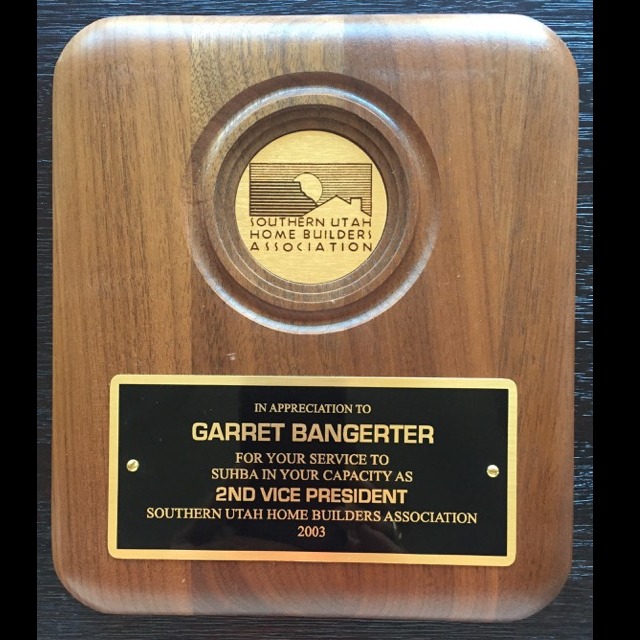 SOUTHERN UTAH
HOME BUILDERS
ASSOCIATION
IN APPRECIATION TO
GARRET BANGERTER
FOR YOUR SERVICE TO
SUHBA IN YOUR CAPACITY AS
2ND VICE PRESIDENT
SOUTHERN UTAH HOME BUILDERS ASSOCIATION
2003